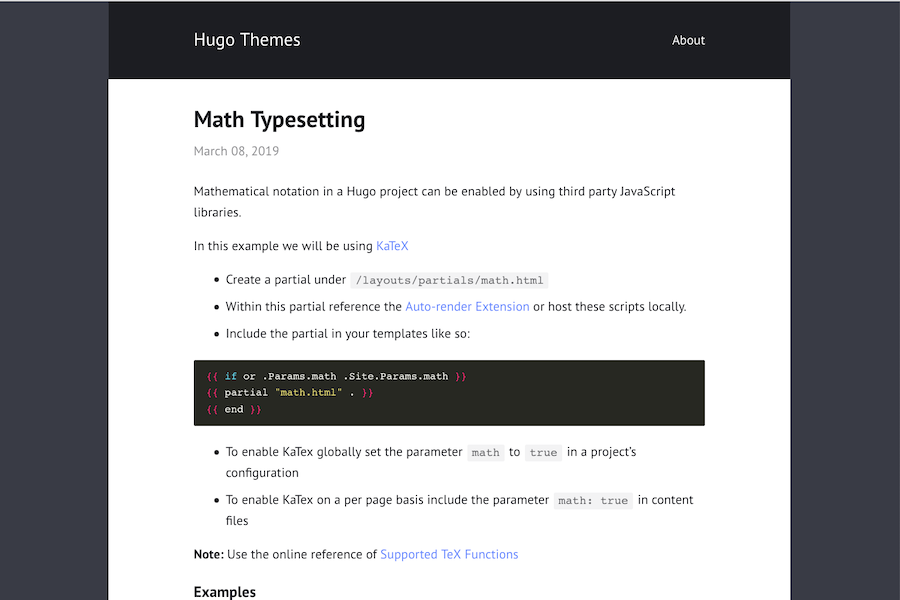 Hugo Themes
About
Math Typesetting
March 08, 2019
Mathematical notation in a Hugo project can be enabled by using third party JavaScript
libraries.
In this example we will be using KaTeX
Create a partial under /layouts/partials/math.html
Within this partial reference the Auto-render Extension or host these scripts locally.
Include the partial in your templates like so:
{{ if or .Params.math .Site.Params.math }}
{{ partial "math.html" . }}
{{ end }}
To enable KaTex globally set the parameter math to true in a project's
configuration
To enable KaTex on a per page basis include the parameter math: true in content
files
Note: Use the online reference of Supported TeX Functions
Examples